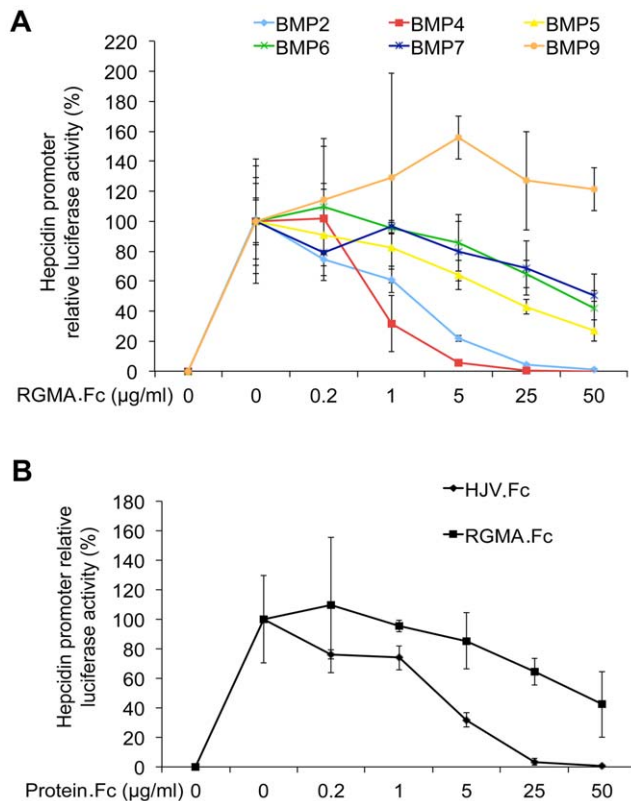 A
BMP2 BMP4 BMP5
BMP6 BMP7 BMP9
Hepcidin promoter
relative luciferase activity (%)
220
200
180
160
140
120
100
80
60
40
20
0
RGMA.Fc (µg/ml) 0 0 0.2 1 5 25 50
B
HJV.Fc
RGMA.Fc
Hepcidin promoter relative
luciferase activity (%)
180
160
140
120
100
80
60
40
20
0
Protein.Fc (µg/ml) 0 0 0.2 1 5 25 50